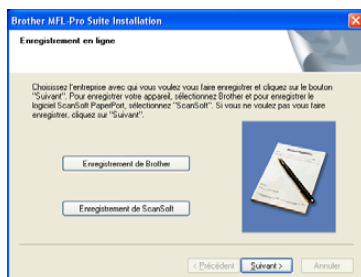 Brother MFL-Pro Suite Installation
Enregistrement en ligne
Choisissez l'entreprise avec qui vous voulez vous faire enregistrer et cliquez sur le bouton
"Suivant". Pour enregistrer votre appareil, sélectionnez Brother et pour enregistrer le
logiciel ScanSoft PaperPort, sélectionnez "ScanSoft". Si vous ne voulez pas vous faire
enregistrer, cliquez sur "Suivant".
Enregistrement de Brother
Enregistrement de ScanSoft
< Précédent Suivant > Annuler